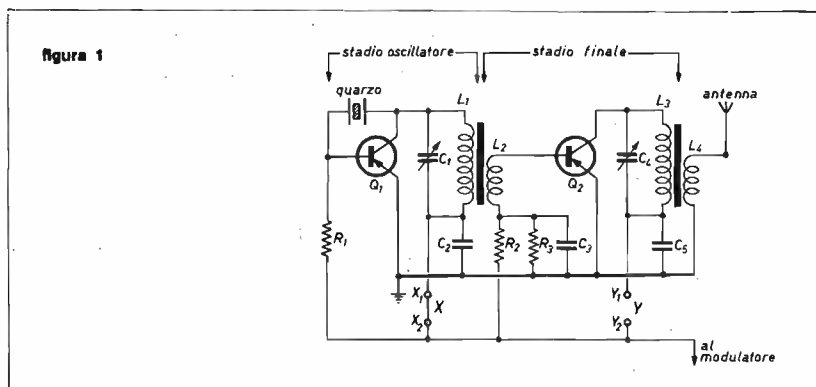 figura 1
stadio oscillatore
stadio finale
quarzo
L1
L3
antenna
L2
L4
C1
C4
Q1
Q2
R1
C2
R2
R3
C3
C5
X1
X
Y1
Y
X2
Y2
al
modulatore